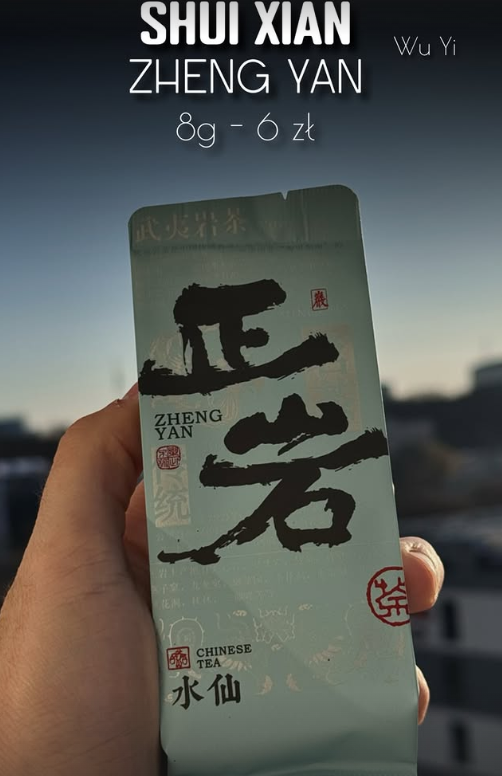 SHUI XIAN
Wu Yi
ZHENG YAN
8g - 6 zł
武夷岩茶
正岩
ZHENG
YAN
茶
CHINESE
TEA
水仙